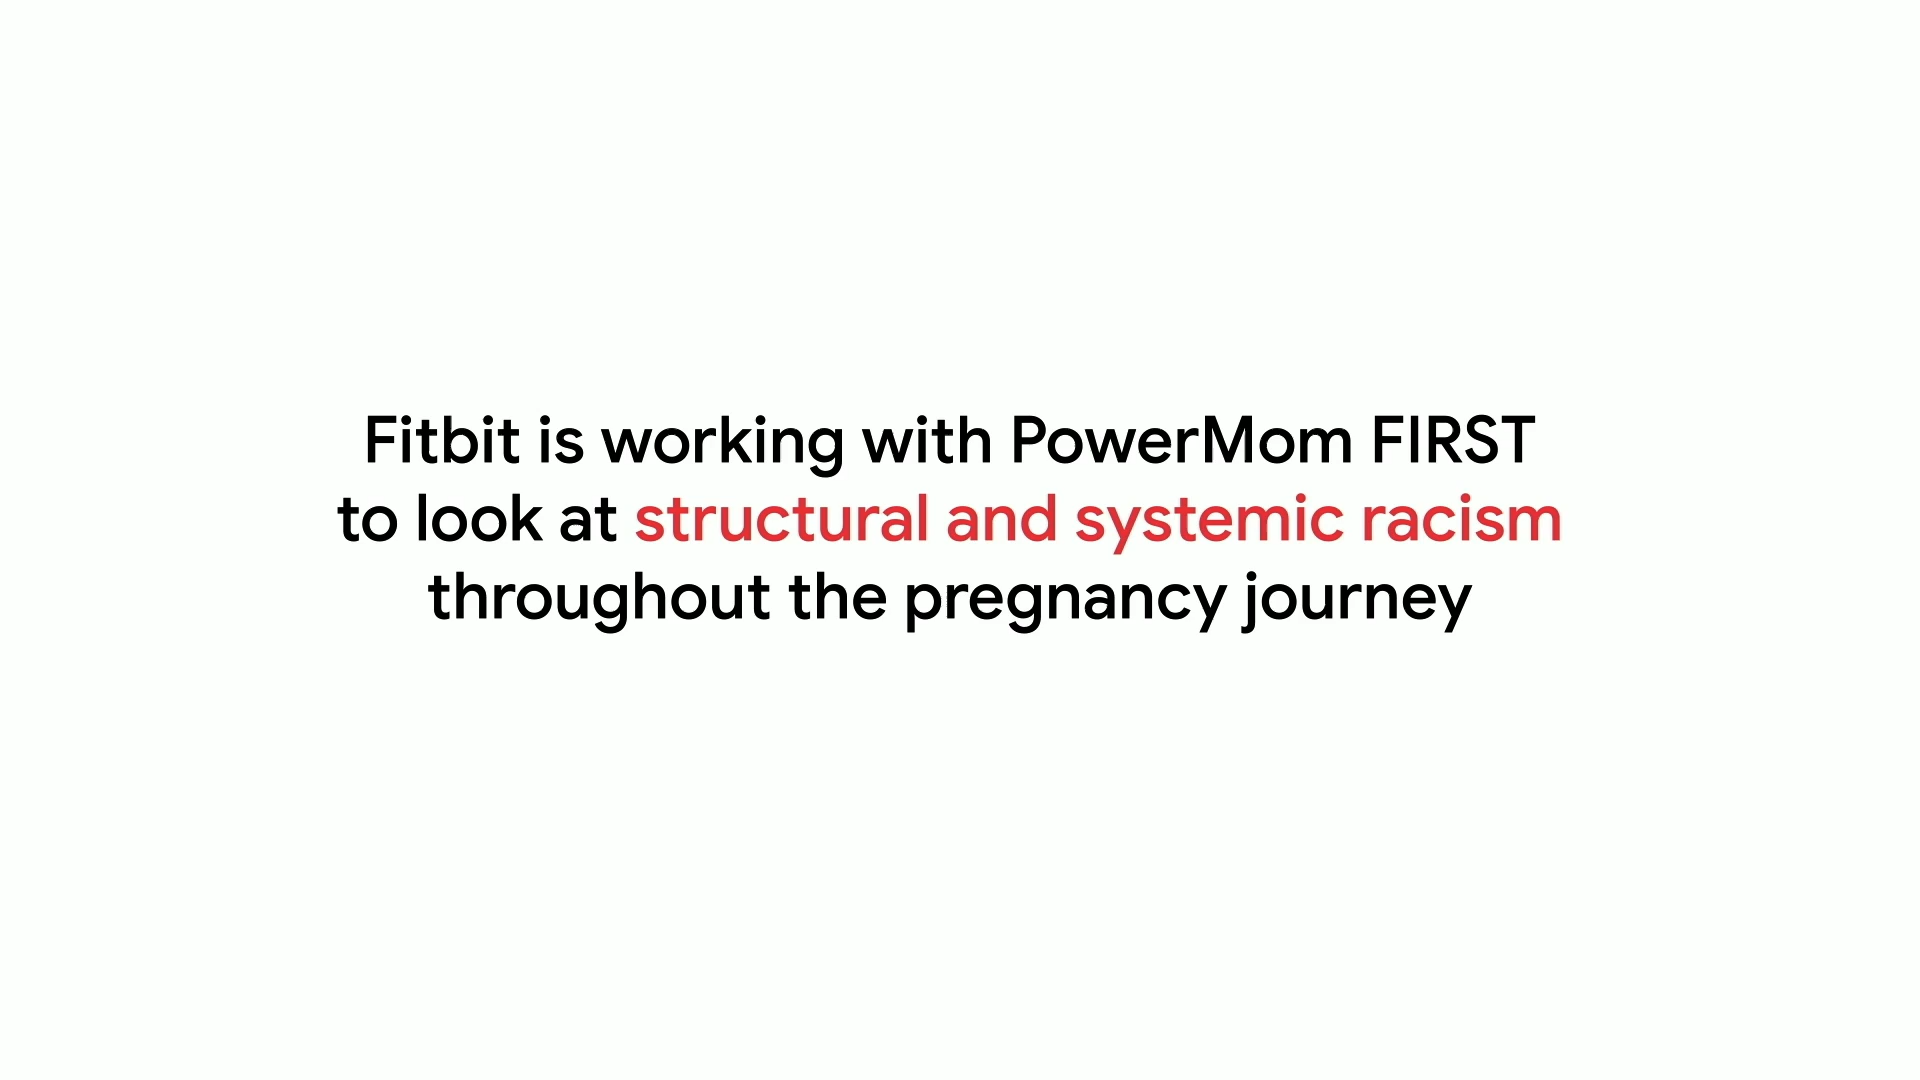 Fitbit is working with PowerMom FIRST
to look at structural and systemic racism
throughout the pregnancy journey